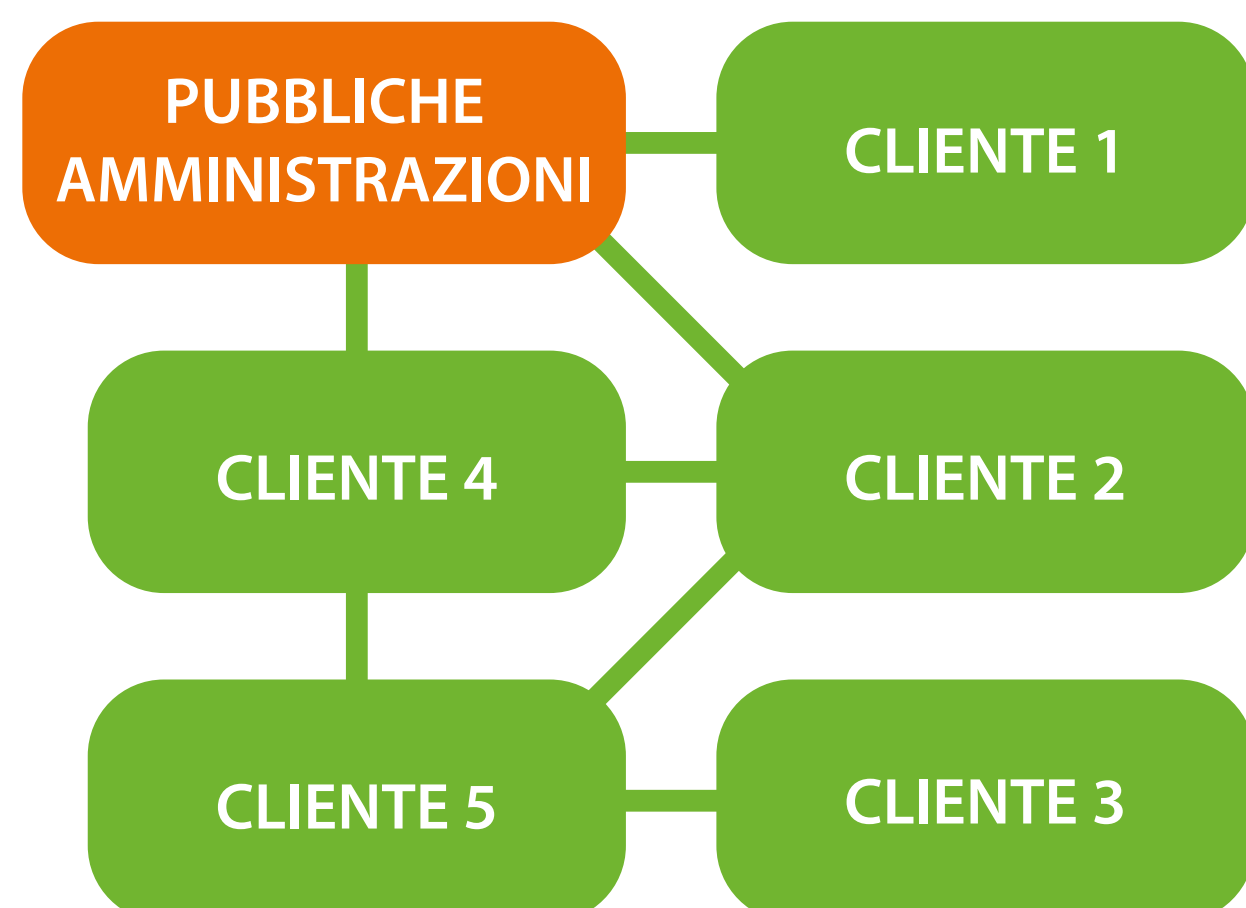 PUBBLICHE
AMMINISTRAZIONI
CLIENTE 1
CLIENTE 4
CLIENTE 2
CLIENTE 5
CLIENTE 3